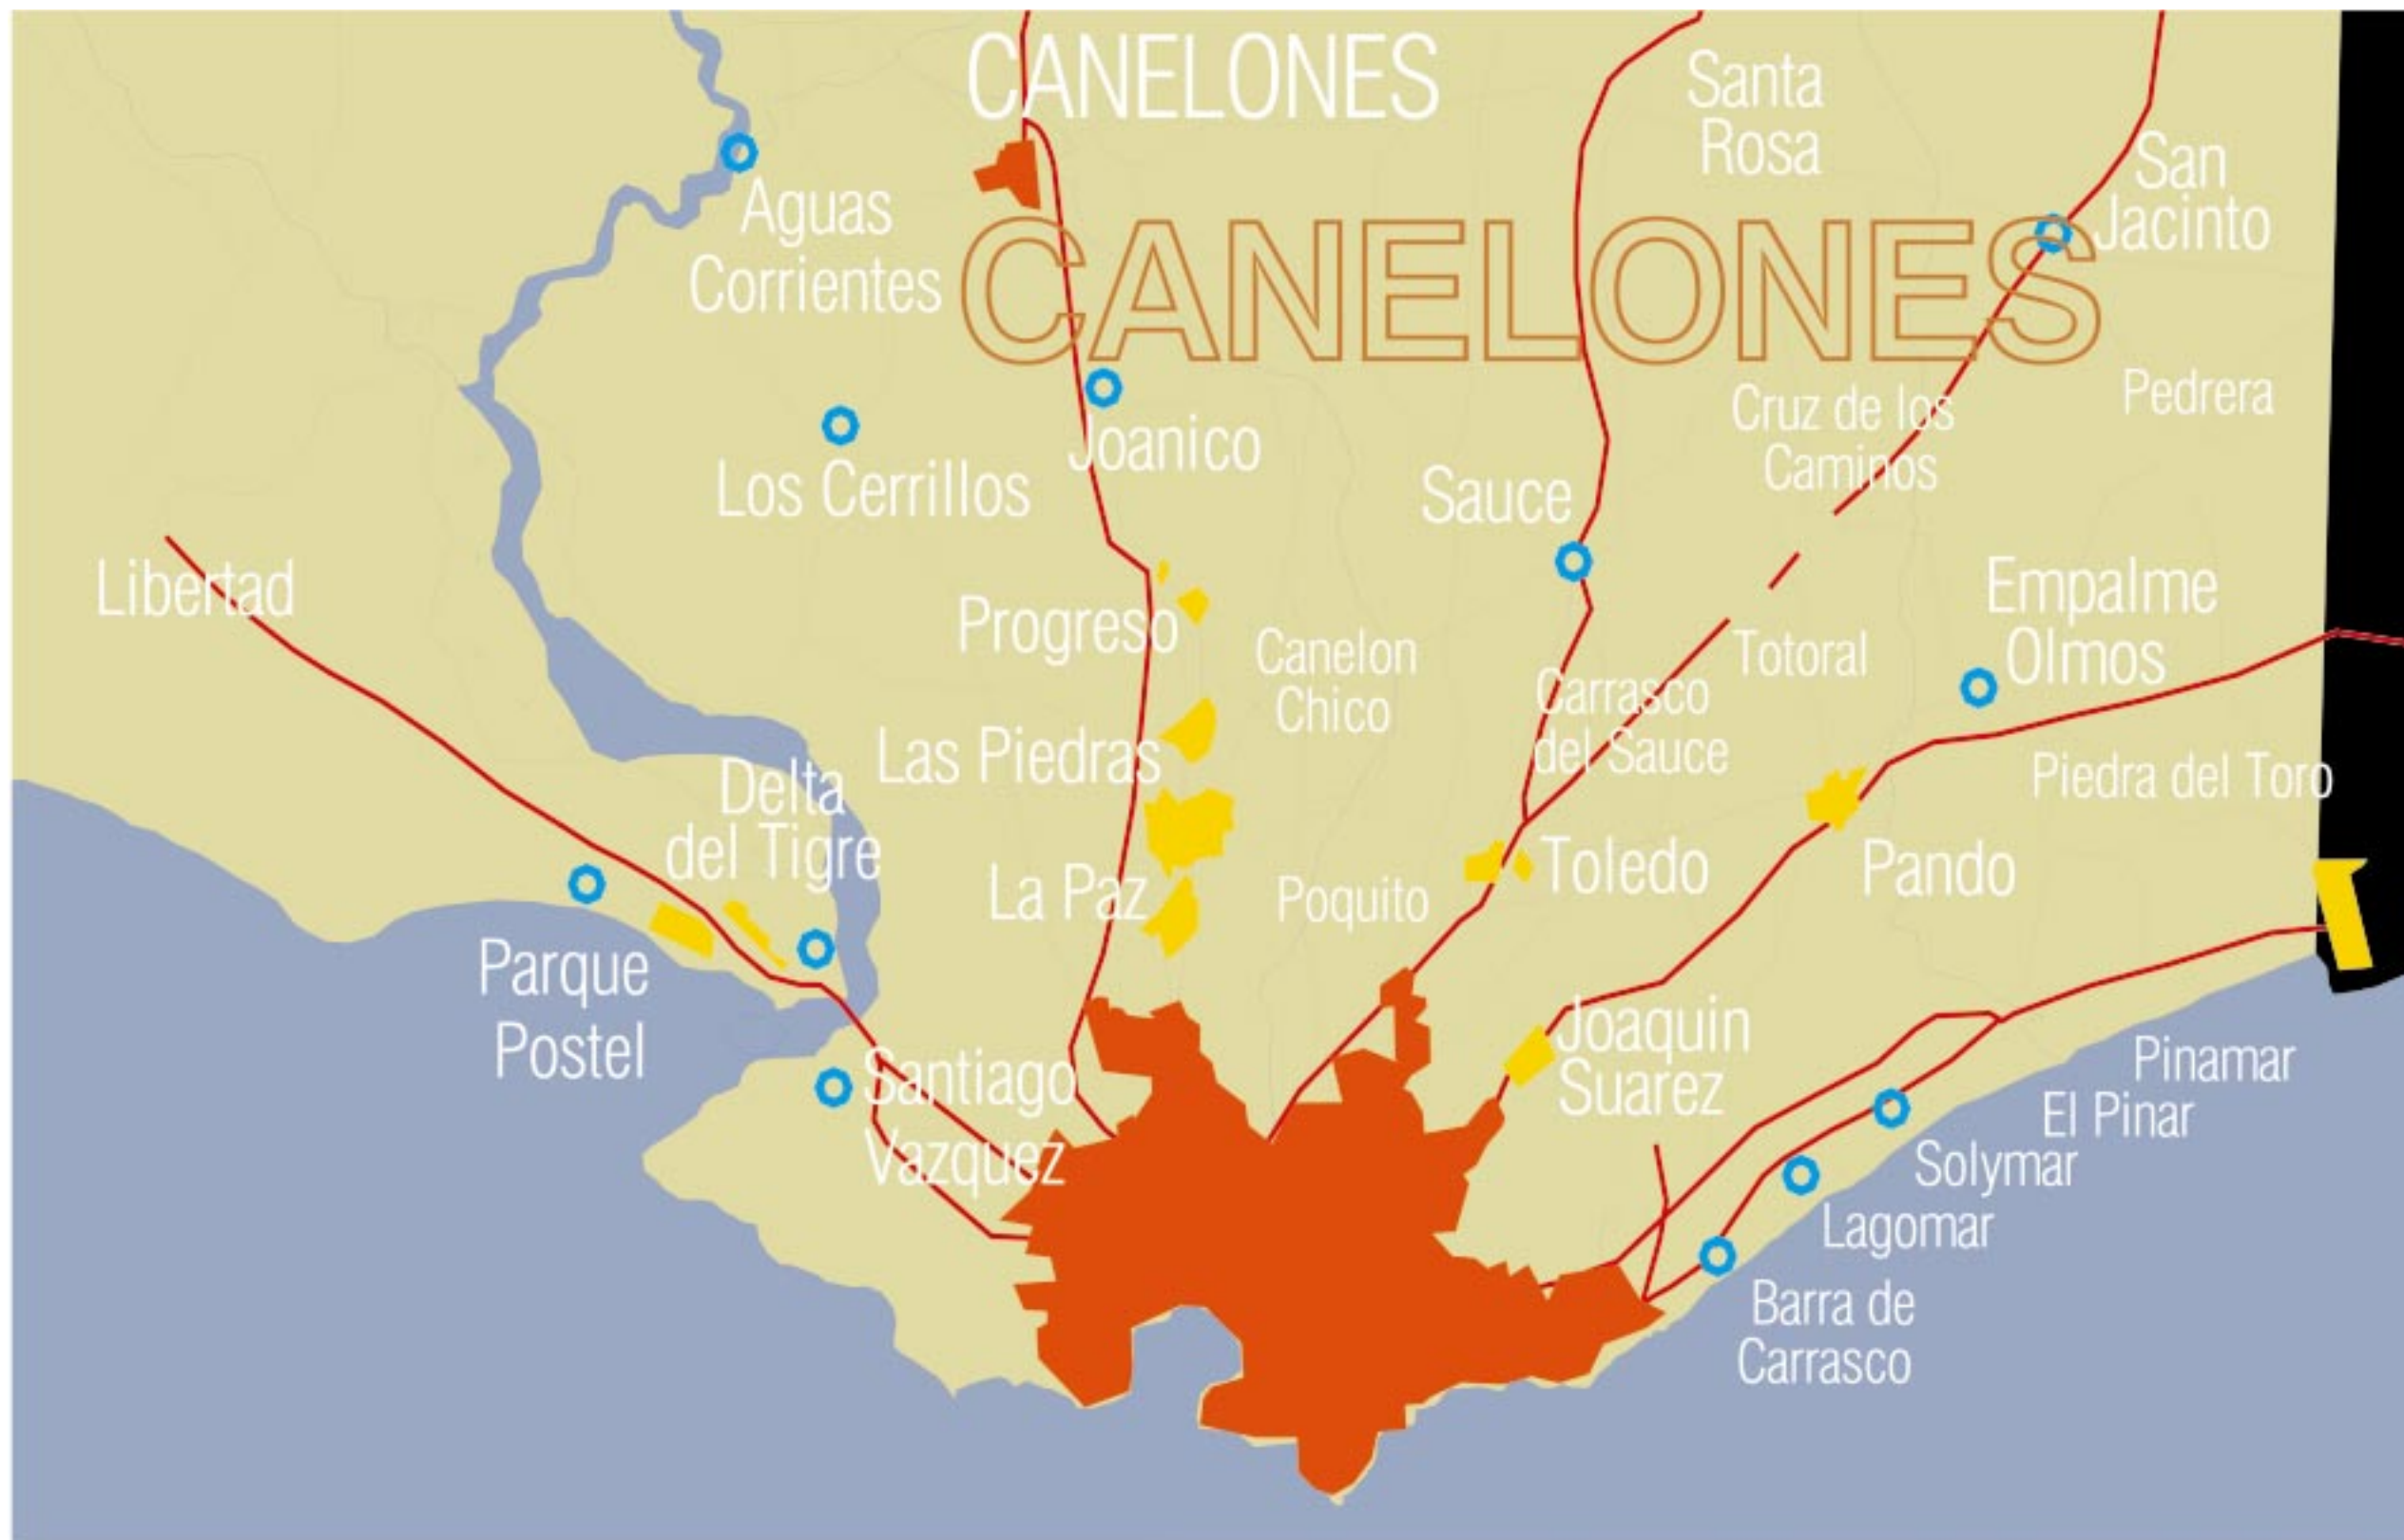 CANELONES
Santa
Rosa
San
Jacinto
Aguas
Corrientes
CANELONES
Cruz de los
Caminos
Pedrera
Joanico
Los Cerrillos
Sauce
Libertad
Progreso
Canelon
Chico
Totoral
Empalme
Olmos
Carrasco
del Sauce
Las Piedras
Delta
del Tigre
Piedra del Toro
La Paz
Poquito
Toledo
Pando
Parque
Postel
Santiago
Vazquez
Joaquin
Suarez
Pinamar
El Pinar
Solymar
Lagomar
Barra de
Carrasco